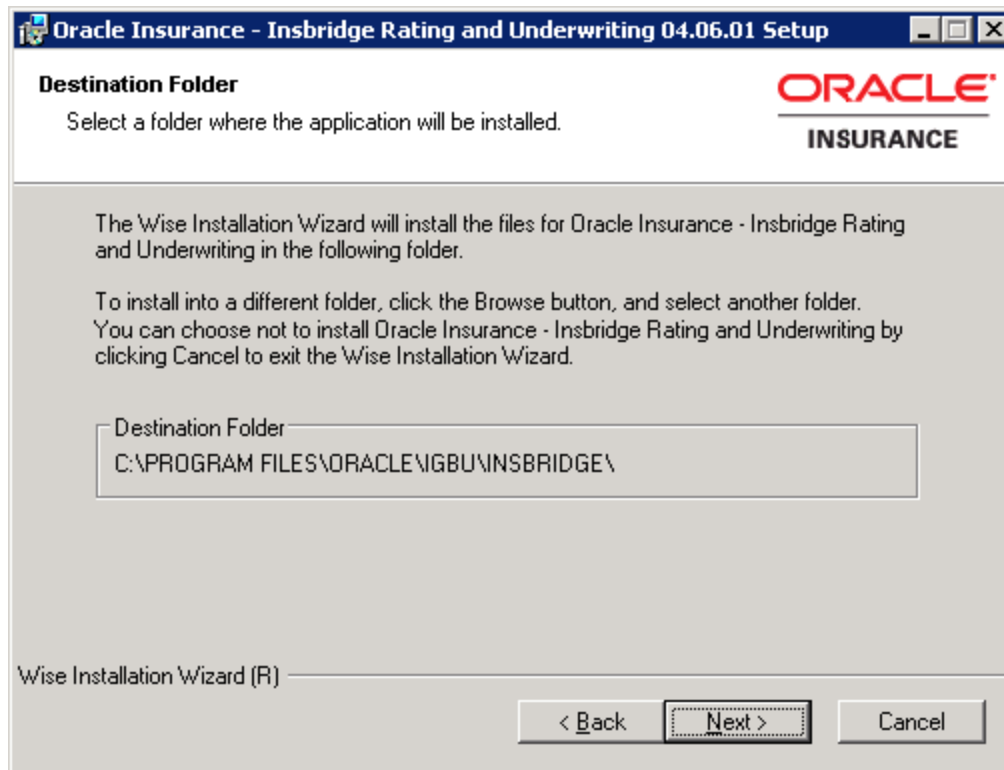 Oracle Insurance - Insbridge Rating and Underwriting 04.06.01 Setup
Destination Folder
Select a folder where the application will be installed.
ORACLE
INSURANCE
The Wise Installation Wizard will install the files for Oracle Insurance - Insbridge Rating
and Underwriting in the following folder.
To install into a different folder, click the Browse button, and select another folder.
You can choose not to install Oracle Insurance - Insbridge Rating and Underwriting by
clicking Cancel to exit the Wise Installation Wizard.
Destination Folder
C:\PROGRAM FILES\ORACLE\IGBU\INSBRIDGE\
Wise Installation Wizard (R)
< Back Next > Cancel